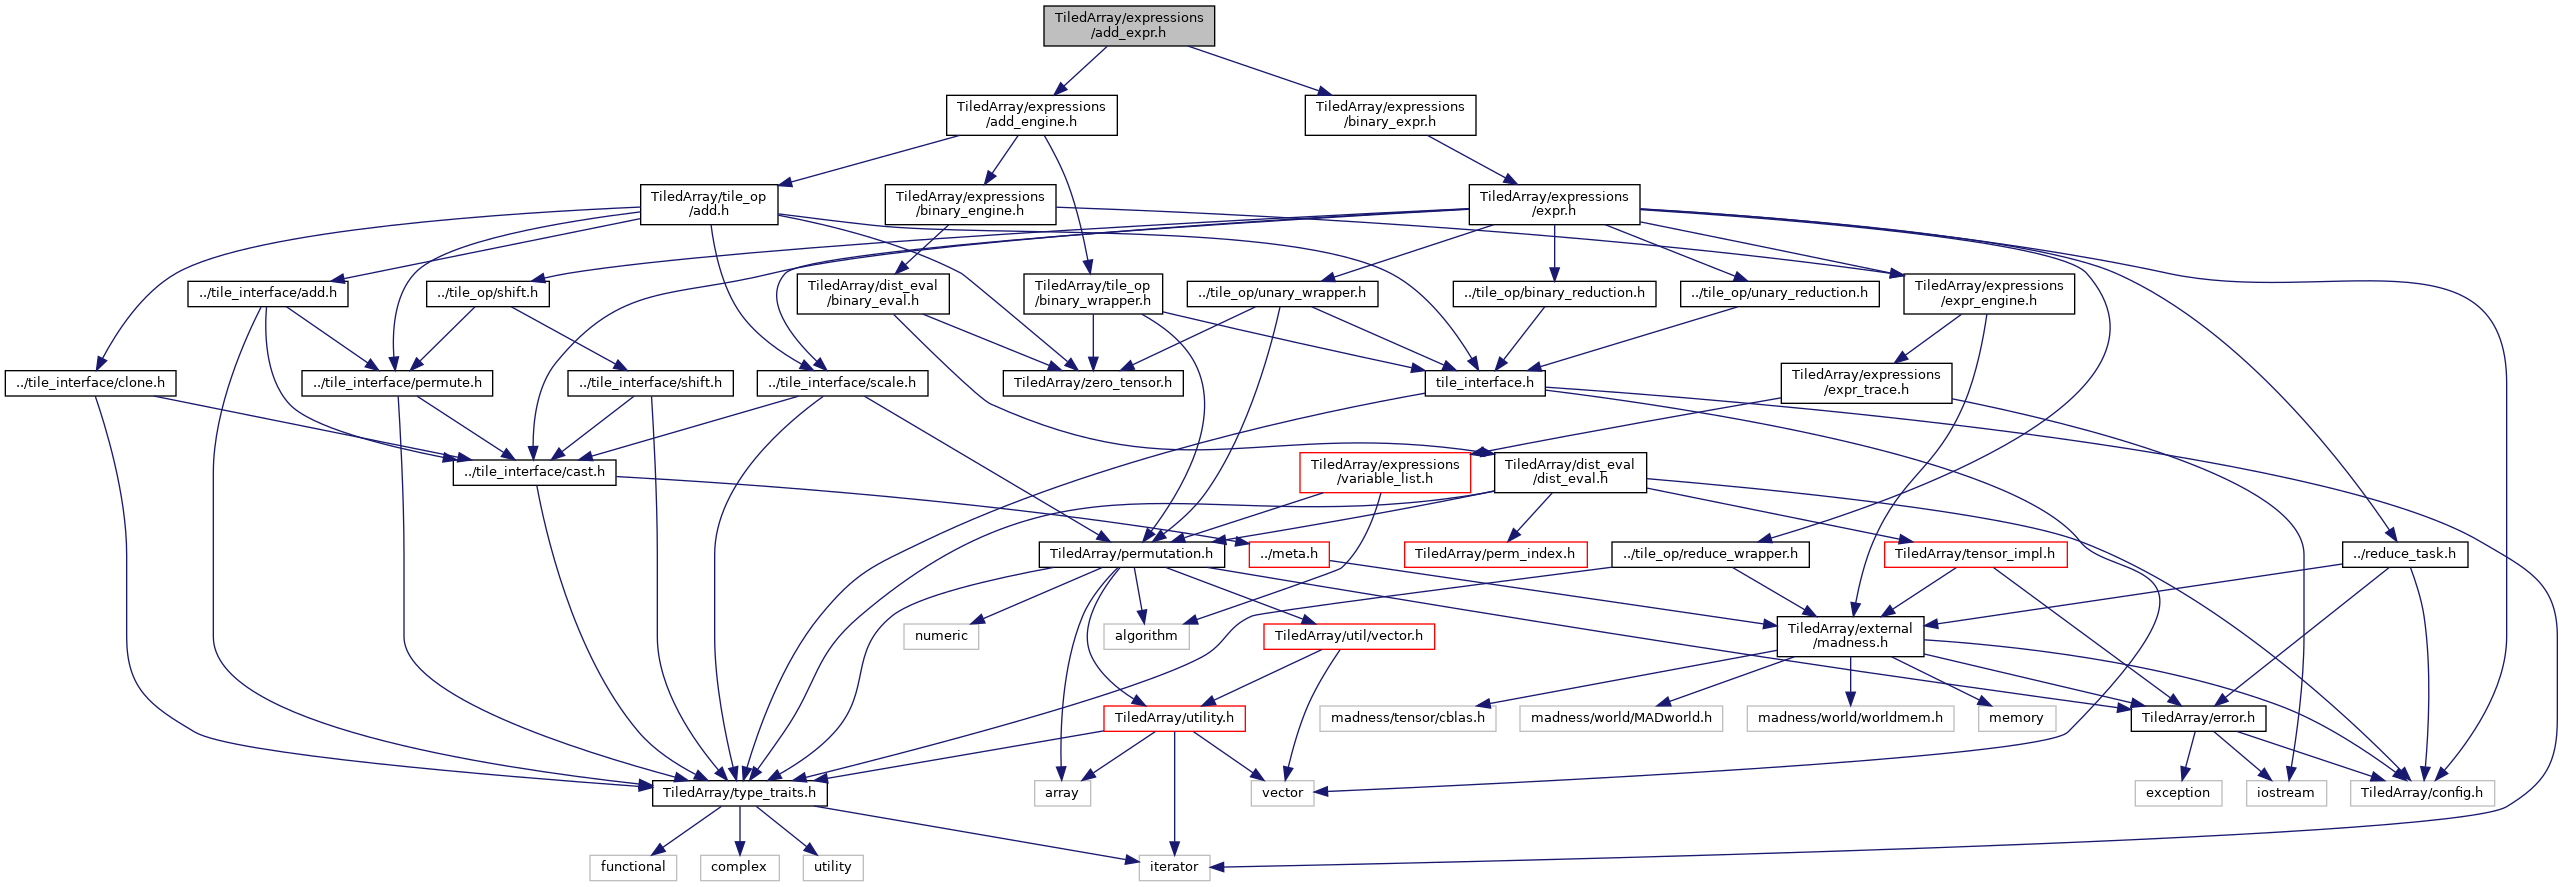 TiledArray/expressions
/add_expr.h
TiledArray/expressions
/add_engine.h
TiledArray/expressions
/binary_expr.h
TiledArray/tile_op
/add.h
TiledArray/expressions
/binary_engine.h
TiledArray/expressions
/expr.h
../tile_interface/add.h
../tile_op/shift.h
TiledArray/dist_eval
/binary_eval.h
TiledArray/tile_op
/binary_wrapper.h
../tile_op/unary_wrapper.h
../tile_op/binary_reduction.h
../tile_op/unary_reduction.h
TiledArray/expressions
/expr_engine.h
../tile_interface/clone.h
../tile_interface/permute.h
../tile_interface/shift.h
../tile_interface/scale.h
TiledArray/zero_tensor.h
tile_interface.h
TiledArray/expressions
/expr_trace.h
../tile_interface/cast.h
TiledArray/expressions
/variable_list.h
TiledArray/dist_eval
/dist_eval.h
TiledArray/permutation.h
../meta.h
TiledArray/perm_index.h
../tile_op/reduce_wrapper.h
TiledArray/tensor_impl.h
../reduce_task.h
numeric
algorithm
TiledArray/util/vector.h
TiledArray/external
/madness.h
TiledArray/utility.h
madness/tensor/cblas.h
madness/world/MADworld.h
madness/world/worldmem.h
memory
TiledArray/error.h
TiledArray/type_traits.h
array
vector
exception
iostream
TiledArray/config.h
functional
complex
utility
iterator